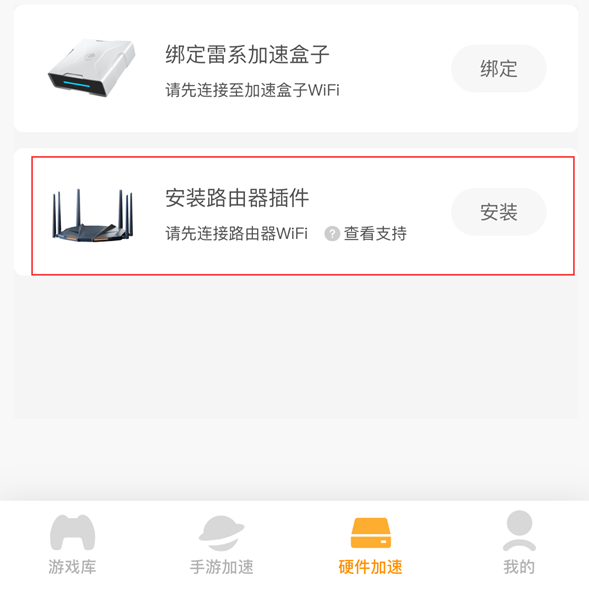 绑定雷系加速盒子
请先连接至加速盒子WiFi
绑定
安装路由器插件
请先连接路由器WiFi ?查看支持
安装
游戏库 手游加速 硬件加速 我的